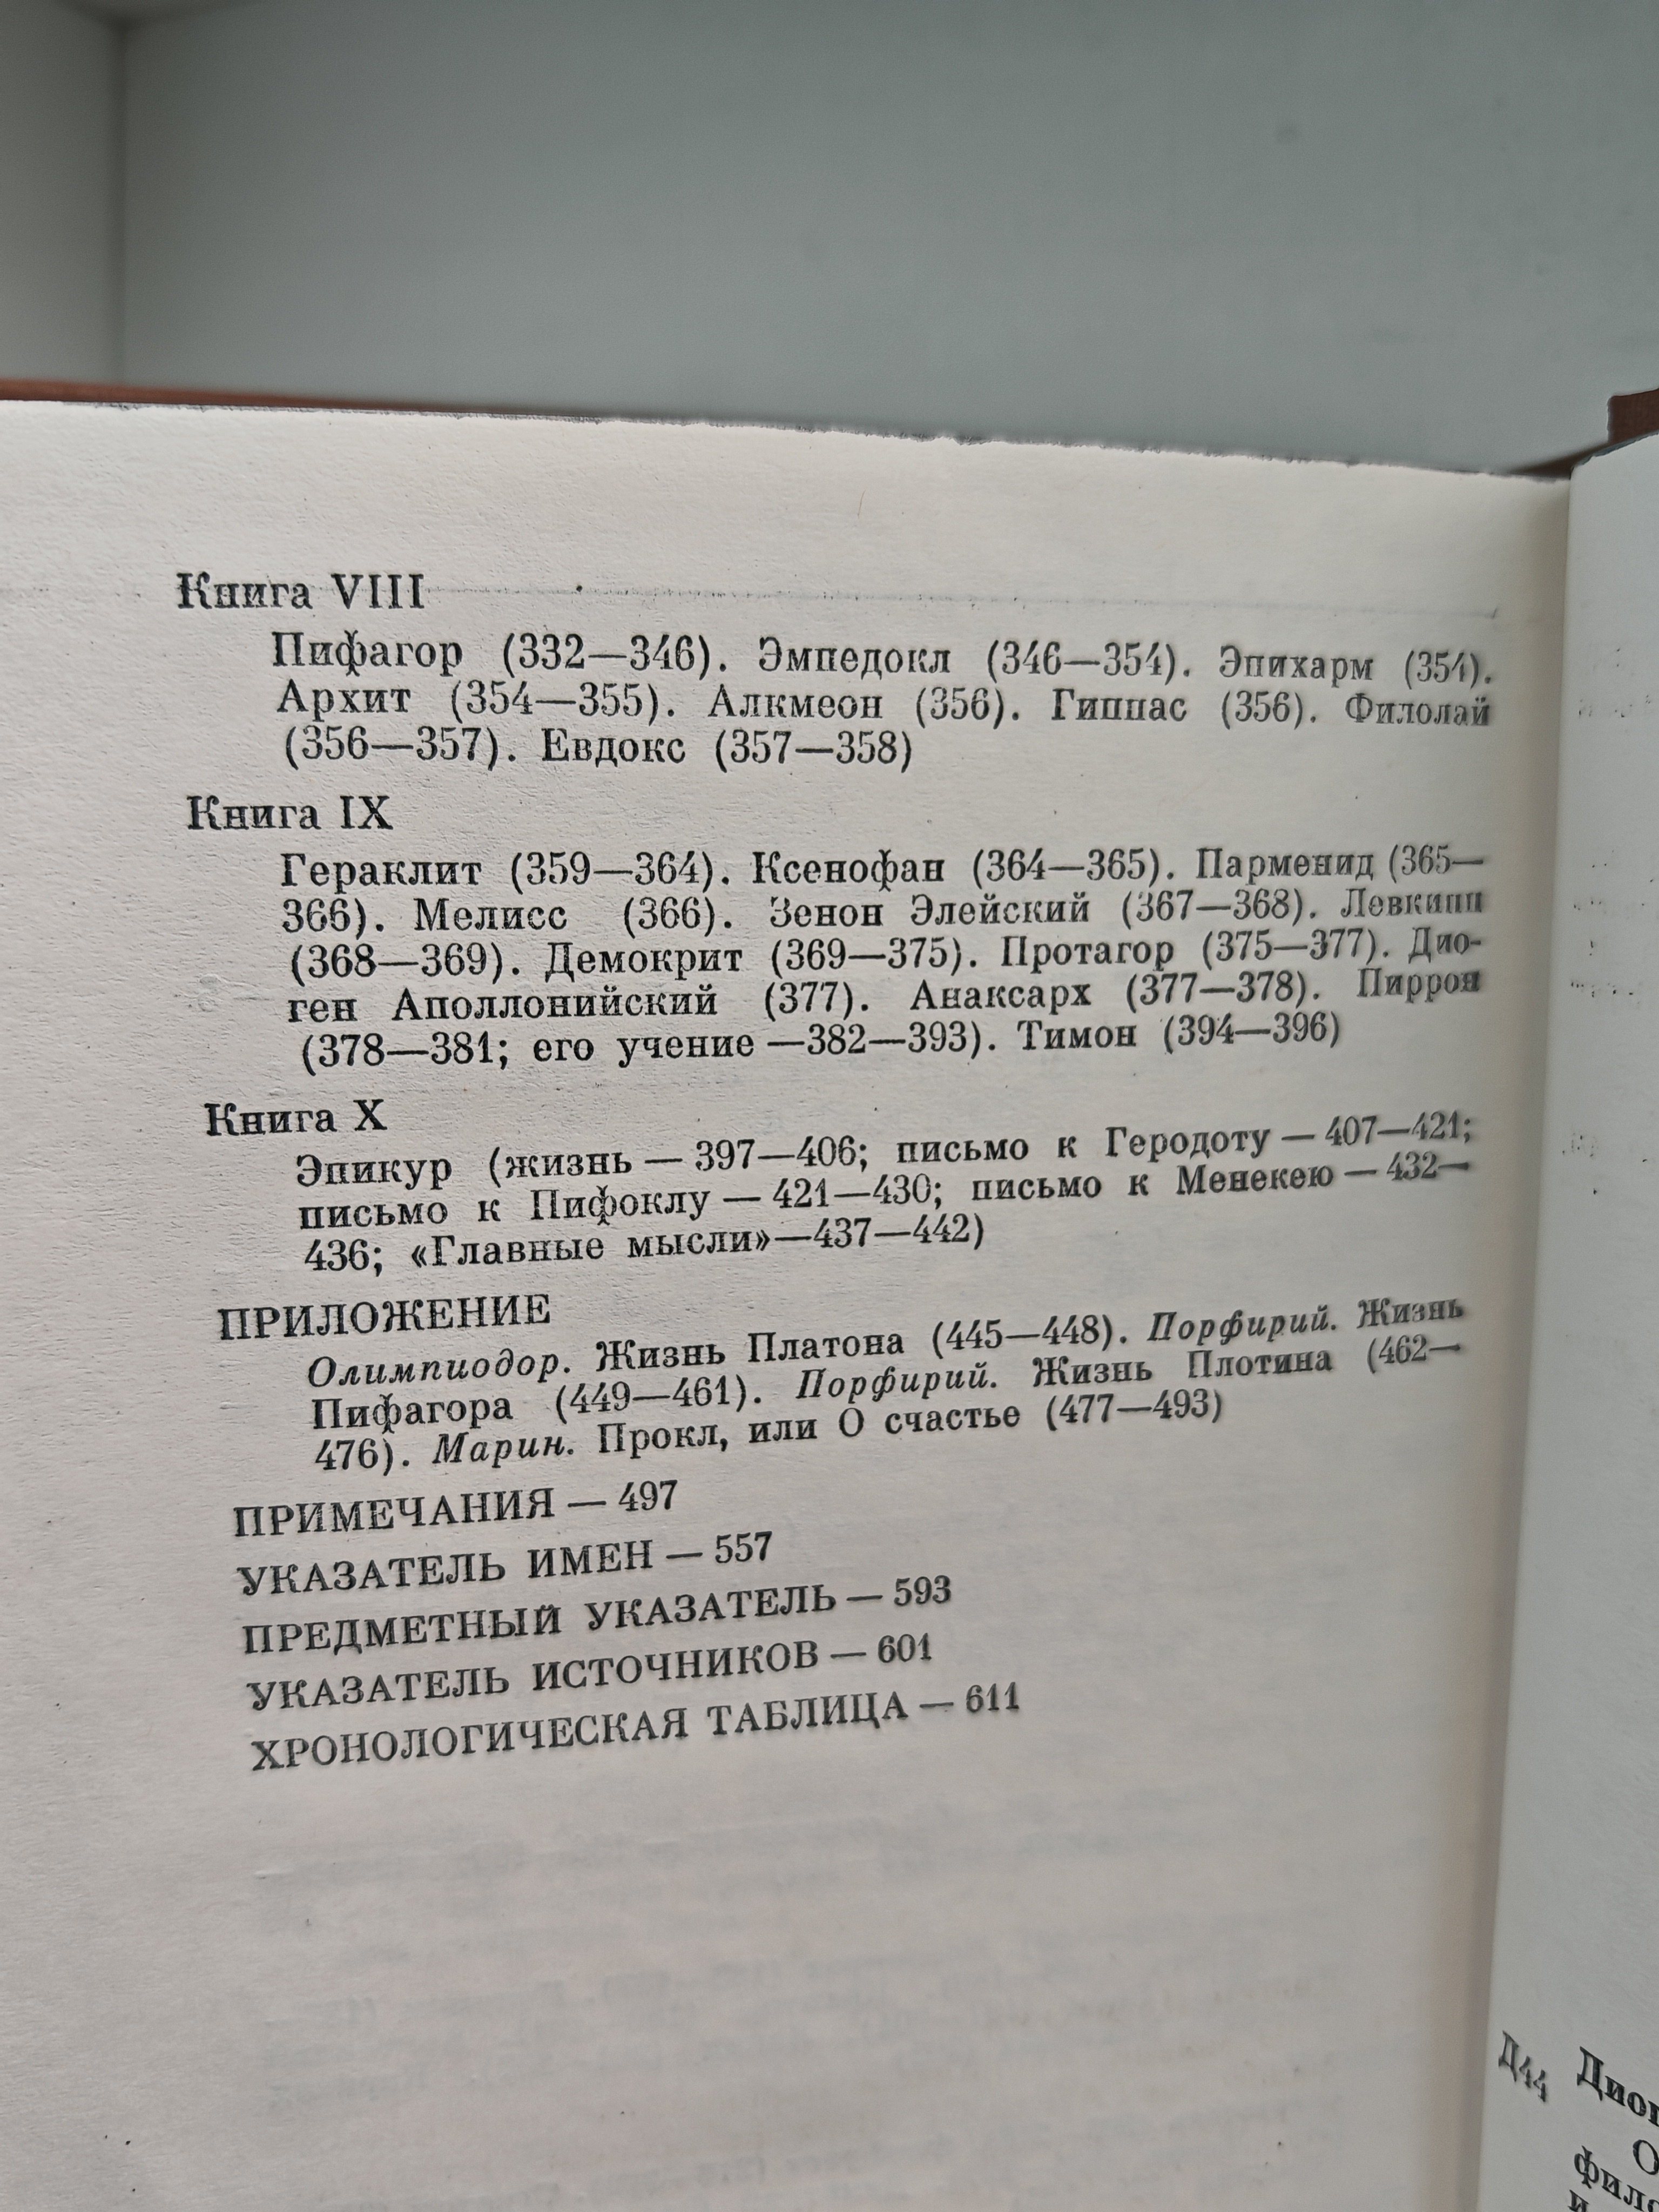 Книга VIII
Пифагор (332—346). Эмпедокл (346—354). Эпихарм (354).
Архит (354—355). Алкмеон (356). Гиппас (356). Филолай
(356—357). Евдокс (357—358)
Книга IX
Гераклит (359—364). Ксенофан (364—365). Парменид (365—
366). Мелисс (366). Зенон Элейский (367—368). Левкипп
(368—369). Демокрит (369—375). Протагор (375—377). Дио-
ген Аполлонийский (377). Анаксарх (377—378). Пиррон
(378—381; его учение —382—393). Тимон (394—396)
Книга X
Эпикур (жизнь — 397—406; письмо к Геродоту — 407—421;
письмо к Пифоклу — 421—430; письмо к Менекею — 432—
436; «Главные мысли»—437—442)
ПРИЛОЖЕНИЕ
Олимпиодор. Жизнь Платона (445—448). Порфирий. Жизнь
Пифагора (449—461). Порфирий. Жизнь Плотина (462—
476). Марин. Прокл, или О счастье (477—493)
ПРИМЕЧАНИЯ — 497
УКАЗАТЕЛЬ ИМЕН — 557
ПРЕДМЕТНЫЙ УКАЗАТЕЛЬ — 593
УКАЗАТЕЛЬ ИСТОЧНИКОВ — 601
ХРОНОЛОГИЧЕСКАЯ ТАБЛИЦА — 611
Д44